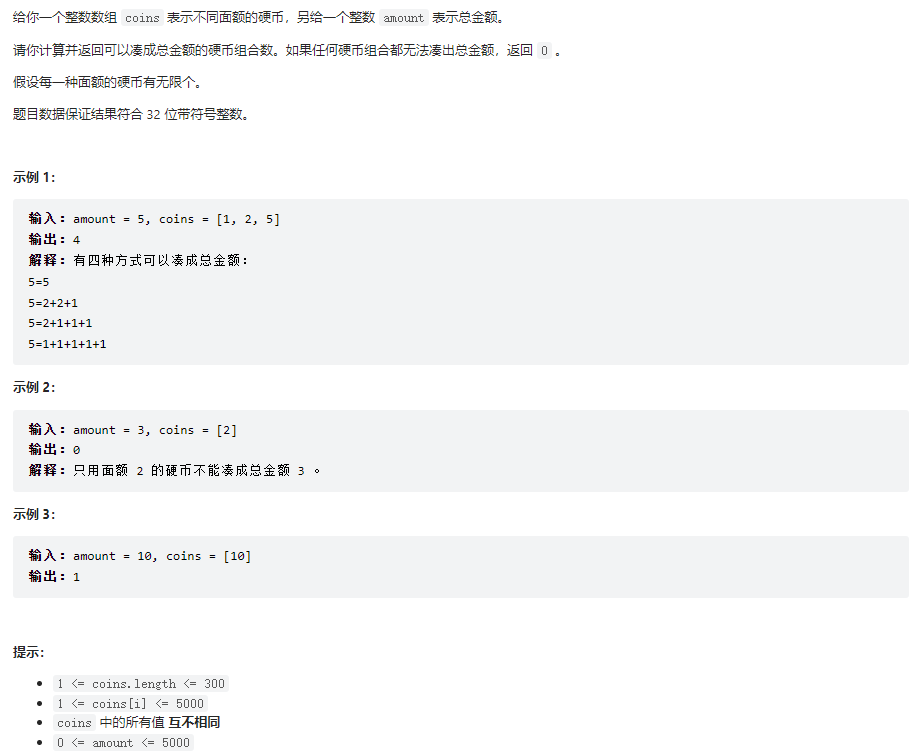 给你一个整数数组 coins 表示不同面额的硬币，另给一个整数 amount 表示总金额。
请你计算并返回可以凑成总金额的硬币组合数。如果任何硬币组合都无法凑出总金额，返回 0 。
假设每一种面额的硬币有无限个。
题目数据保证结果符合 32 位带符号整数。
示例 1：
输入：amount = 5, coins = [1, 2, 5]
输出：4
解释：有四种方式可以凑成总金额：
5=5
5=2+2+1
5=2+1+1+1
5=1+1+1+1+1
示例 2：
输入：amount = 3, coins = [2]
输出：0
解释：只用面额 2 的硬币不能凑成总金额 3 。
示例 3：
输入：amount = 10, coins = [10]
输出：1
提示：
1 <= coins.length <= 300
1 <= coins[i] <= 5000
coins 中的所有值 互不相同
0 <= amount <= 5000